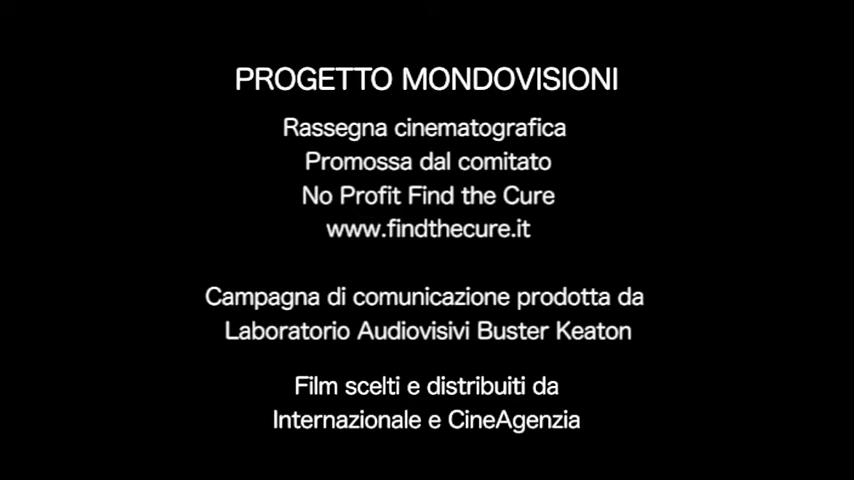 PROGETTO MONDOVISIONI
Rassegna cinematografica
Promossa dal comitato
No Profit Find the Cure
www.findthecure.it
Campagna di comunicazione prodotta da
Laboratorio Audiovisivi Buster Keaton
Film scelti e distribuiti da
Internazionale e CineAgenzia